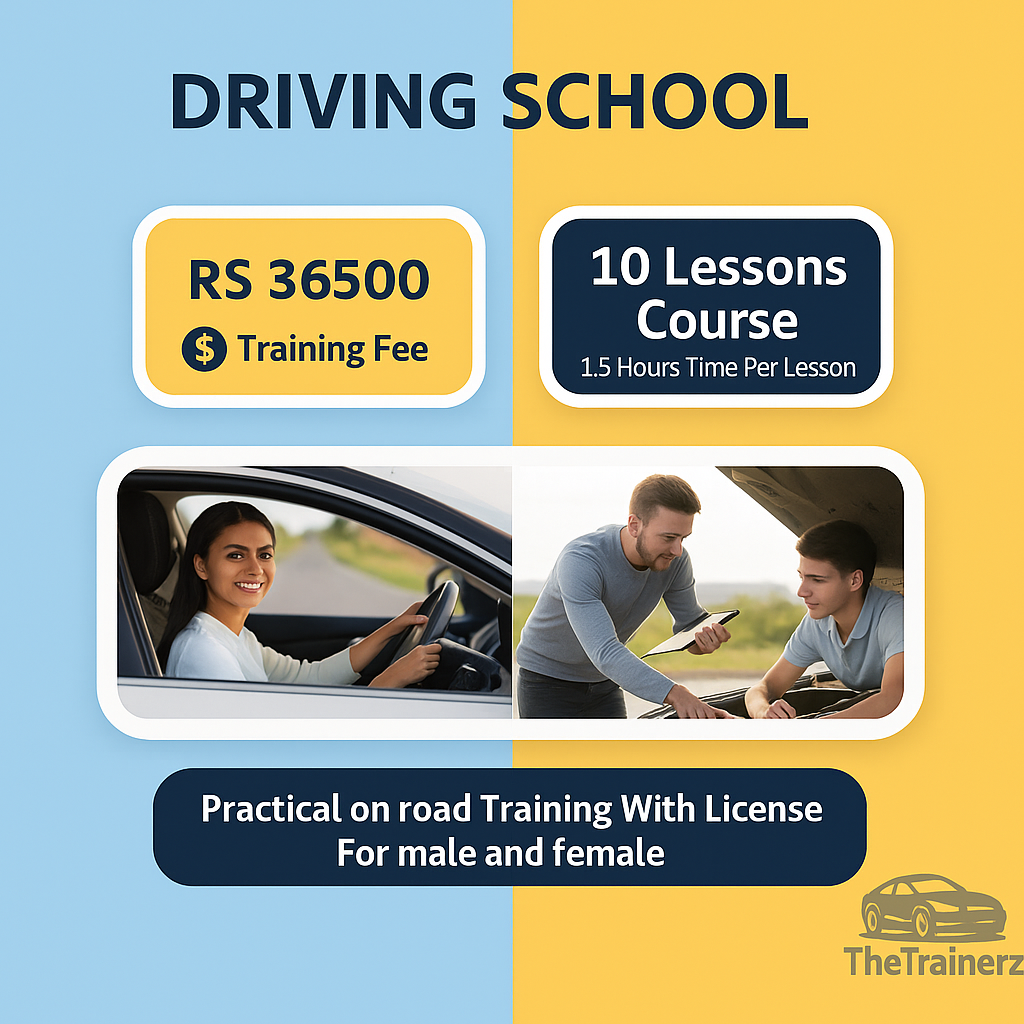 DRIVING SCHOOL
RS 36500
$ Training Fee
10 Lessons
Course
1.5 Hours Time Per Lesson
Practical on road Training With License
For male and female
TheTrainerz